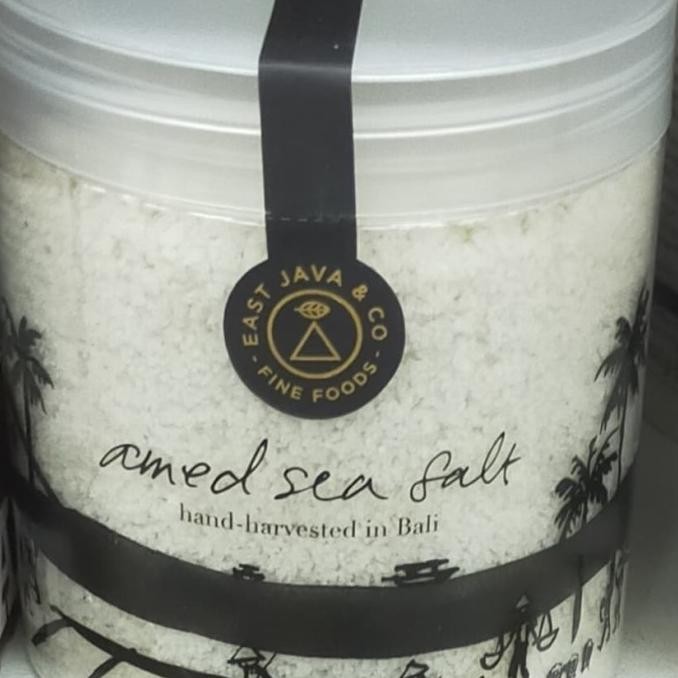 EAST JAVA & CO
- FINE FOODS -
amed sea salt
hand-harvested in Bali